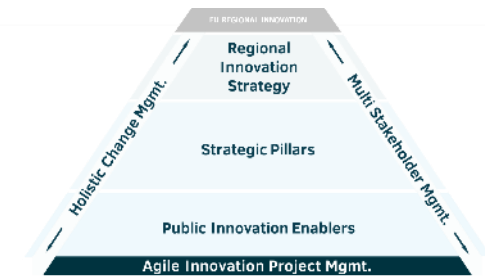 EU REGIONAL INNOVATION
Regional
Innovation
Strategy
Holistic Change Mgmt.
Multi Stakeholder Mgmt.
Strategic Pillars
Public Innovation Enablers
Agile Innovation Project Mgmt.